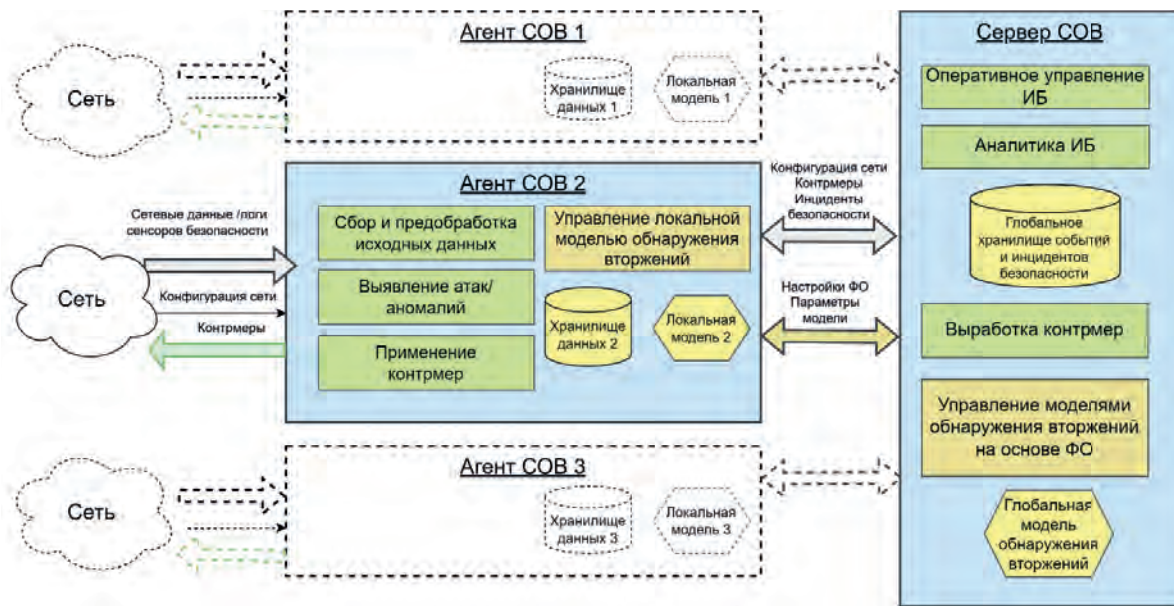 Агент СОВ 1
Сеть
Хранилище
данных 1
Локальная
модель 1
Сетевые данные /логи
сенсоров безопасности
Сеть
Конфигурация сети
Контрмеры
Агент СОВ 2
Сбор и предобработка
исходных данных
Выявление атак/
аномалий
Применение
контрмер
Управление локальной
моделью обнаружения
вторжений
Хранилище
данных 2
Локальная
модель 2
Конфигурация сети
Контрмеры
Инциденты
безопасности
Настройки ФО
Параметры
модели
Агент СОВ 3
Сеть
Хранилище
данных 3
Локальная
модель 3
Сервер СОВ
Оперативное управление
ИБ
Аналитика ИБ
Глобальное
хранилище событий
и инцидентов
безопасности
Выработка контрмер
Управление моделями
обнаружения вторжений
на основе ФО
Глобальная
модель
обнаружения
вторжений